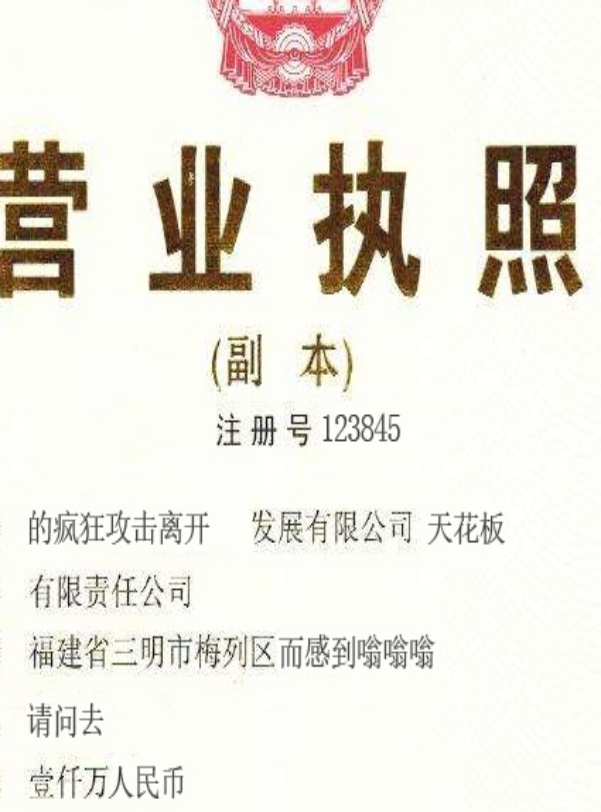 营业执照
(副 本)
注册号 123845
的疯狂攻击离开 发展有限公司 天花板
有限责任公司
福建省三明市梅列区而感到嗡嗡嗡
请问去
壹仟万人民币